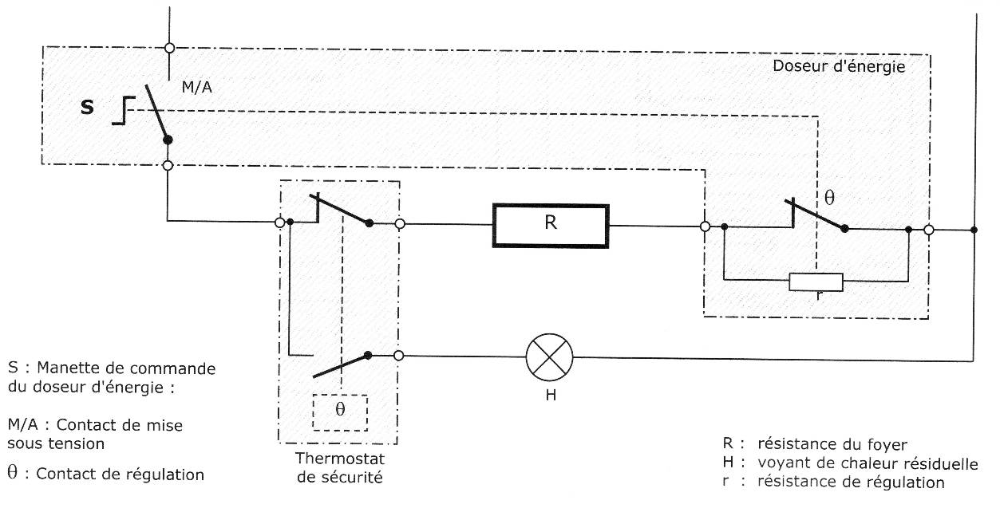 Doseur d'énergie
M/A
S
θ
R
r
H
θ
S : Manette de commande
du doseur d'énergie :
M/A : Contact de mise
sous tension
θ : Contact de régulation
Thermostat
de sécurité
R : résistance du foyer
H : voyant de chaleur résiduelle
r : résistance de régulation